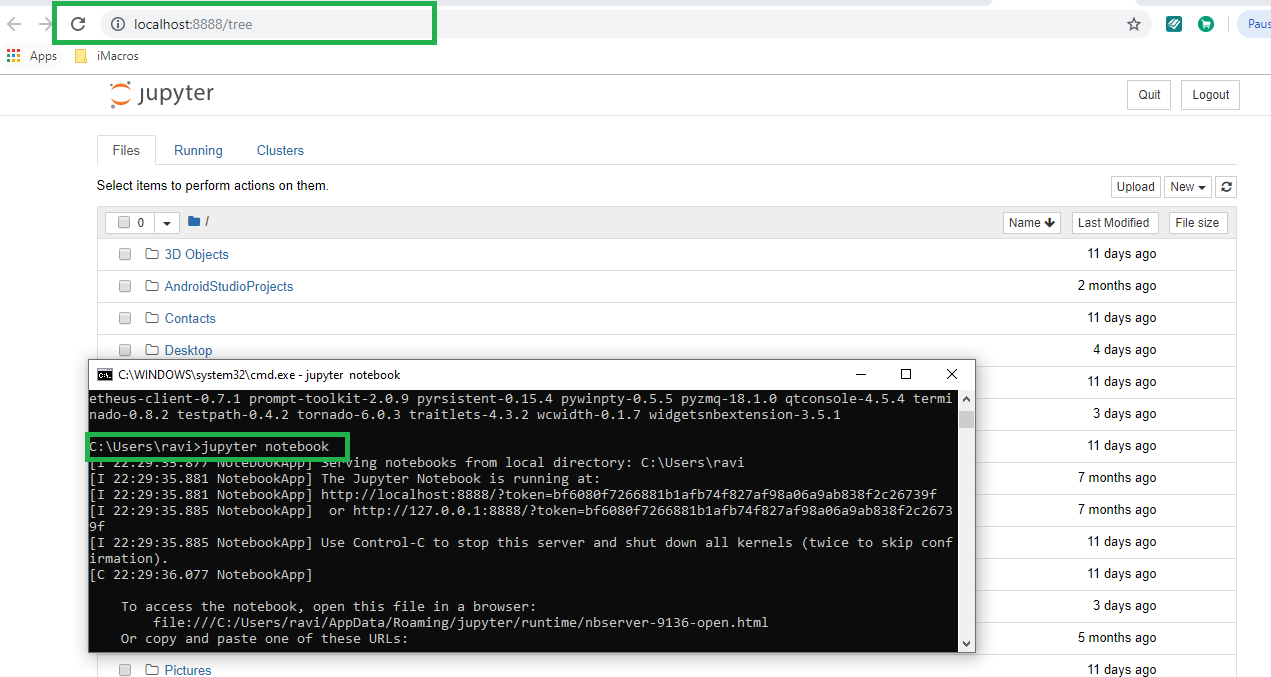 localhost:8888/tree
Paus
Apps iMacros
jupyter
Quit Logout
Files Running Clusters
Select items to perform actions on them.
Upload New
0 / Name Last Modified File size
3D Objects 11 days ago
AndroidStudioProjects 2 months ago
Contacts 11 days ago
Desktop 4 days ago
11 days ago
3 days ago
11 days ago
7 months ago
7 months ago
11 days ago
11 days ago
3 days ago
5 months ago
C:\WINDOWS\system32\cmd.exe - jupyter  notebook
etheus-client-0.7.1 prompt-toolkit-2.0.9 pyrsistent-0.15.4 pywinpty-0.5.5 pyzmq-18.1.0 qtconsole-4.5.4 termi
nado-0.8.2 testpath-0.4.2 tornado-6.0.3 traitlets-4.3.2 wcwidth-0.1.7 widgetsnbextension-3.5.1
C:\Users\ravi>jupyter notebook
[I 22:29:35.877 NotebookApp] Serving notebooks from local directory: C:\Users\ravi
[I 22:29:35.881 NotebookApp] The Jupyter Notebook is running at:
[I 22:29:35.881 NotebookApp] http://localhost:8888/?token=bf6080f7266881b1afb74f827af98a06a9ab838f2c26739f
[I 22:29:35.885 NotebookApp]  or http://127.0.0.1:8888/?token=bf6080f7266881b1afb74f827af98a06a9ab838f2c2673
9f
[I 22:29:35.885 NotebookApp] Use Control-C to stop this server and shut down all kernels (twice to skip conf
irmation).
[C 22:29:36.077 NotebookApp]
To access the notebook, open this file in a browser:
file:///C:/Users/ravi/AppData/Roaming/jupyter/runtime/nbserver-9136-open.html
Or copy and paste one of these URLs:
Pictures 11 days ago